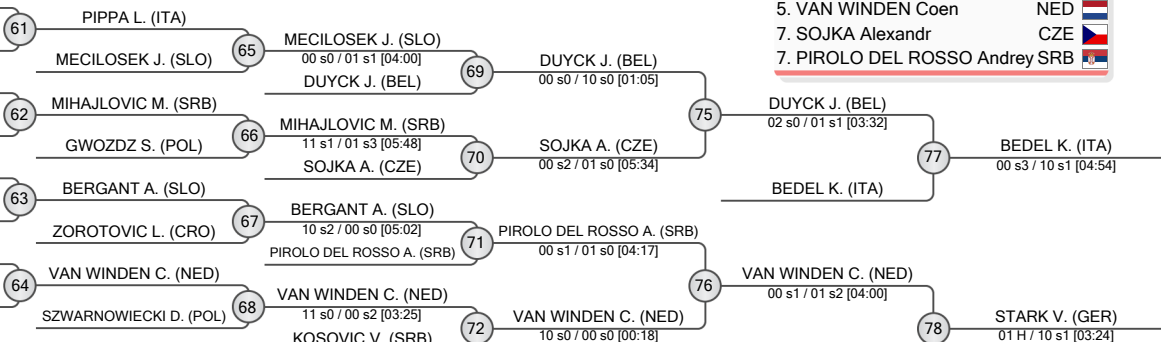 5. VAN WINDEN Coen NED
7. SOJKA Alexandr CZE
7. PIROLO DEL ROSSO Andrey SRB
61
PIPPA L. (ITA)
MECILOSEK J. (SLO)
65
MECILOSEK J. (SLO)
00 s0 / 01 s1 [04:00]
DUYCK J. (BEL)
69
DUYCK J. (BEL)
00 s0 / 10 s0 [01:05]
62
MIHAJLOVIC M. (SRB)
GWOZDZ S. (POL)
66
MIHAJLOVIC M. (SRB)
11 s1 / 01 s3 [05:48]
SOJKA A. (CZE)
70
SOJKA A. (CZE)
00 s2 / 01 s0 [05:34]
75
DUYCK J. (BEL)
02 s0 / 01 s1 [03:32]
BEDEL K. (ITA)
77
BEDEL K. (ITA)
00 s3 / 10 s1 [04:54]
63
BERGANT A. (SLO)
ZOROTOVIC L. (CRO)
67
BERGANT A. (SLO)
10 s2 / 00 s0 [05:02]
PIROLO DEL ROSSO A. (SRB)
71
PIROLO DEL ROSSO A. (SRB)
00 s1 / 01 s0 [04:17]
64
VAN WINDEN C. (NED)
SZWARNOWIECKI D. (POL)
68
VAN WINDEN C. (NED)
11 s0 / 00 s2 [03:25]
KOSOVIC V. (SRB)
72
VAN WINDEN C. (NED)
10 s0 / 00 s0 [00:18]
76
VAN WINDEN C. (NED)
00 s1 / 01 s2 [04:00]
78
STARK V. (GER)
01 H / 10 s1 [03:24]